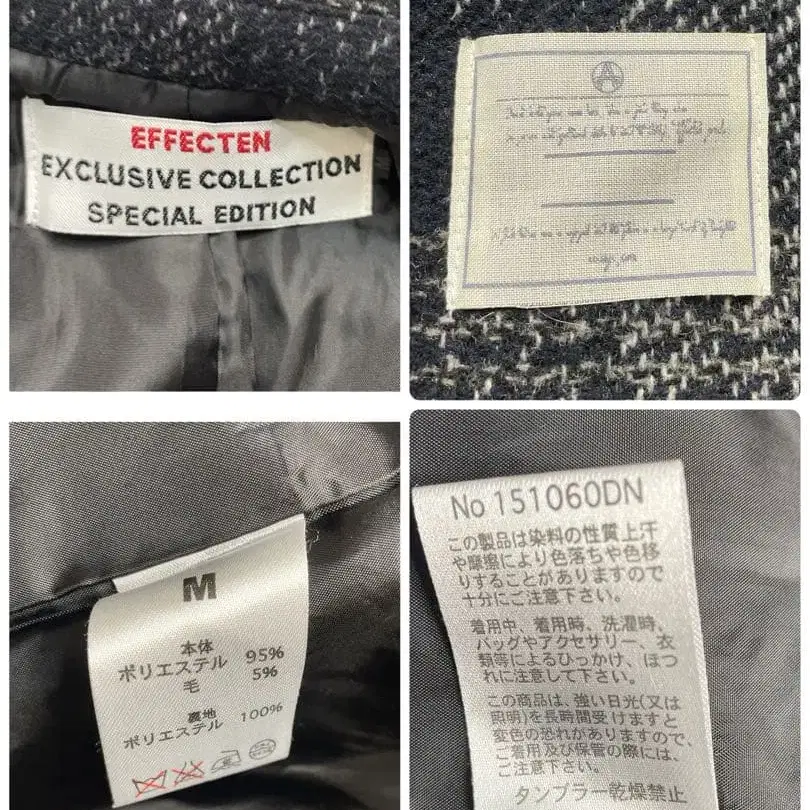 EFFECTEN
EXCLUSIVE COLLECTION
SPECIAL EDITION
M
本体
ポリエステル 95%
毛 5%
裏地
ポリエステル 100%
No 151060DN
この製品は染料の性質上汗
や摩擦により色落ちや色移
りすることがありますので
十分にご注意下さい。
着用中、着用時、洗濯時、
バッグやアクセサリー、衣
類等によるひっかけ、ほつ
れに注意して下さい。
この商品は、強い日光(又は
照明)を長時間受けますと
変色の恐れがありますので、
ご着用及び保管の際には、
ご注意下さい。
タンブラー乾燥禁止